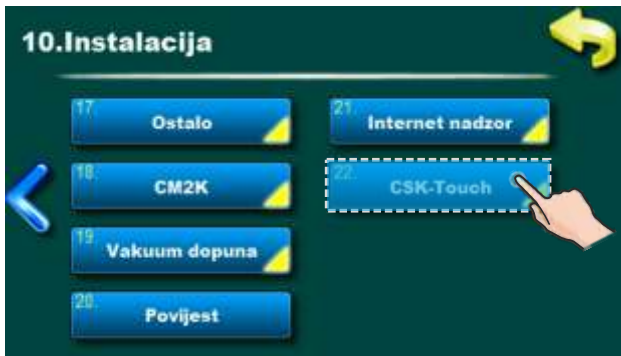 10.Instalacija
17. Ostalo
18. CM2K
19 Vakuum dopuna
20. Povijest
21. Internet nadzor
22. CSK-Touch